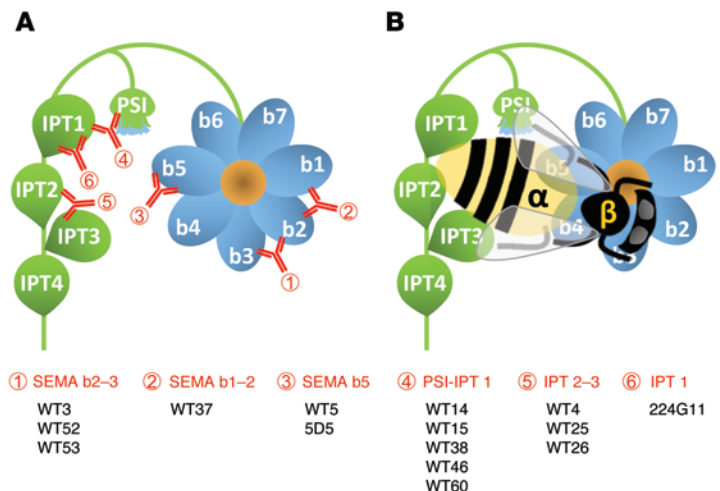 A
B
PSI
IPT1
b6
b7
b5
b1
④
⑥
IPT2
⑤
③
②
IPT3
b4
b2
b3
①
IPT4
PSI
IPT1
b6
b7
b5
b1
IPT2
α
β
IPT3
b4
b2
b3
IPT4
① SEMA b2–3
WT3
WT52
WT53
② SEMA b1–2
WT37
③ SEMA b5
WT5
5D5
④ PSI-IPT 1
WT14
WT15
WT38
WT46
WT60
⑤ IPT 2–3
WT4
WT25
WT26
⑥ IPT 1
224G11